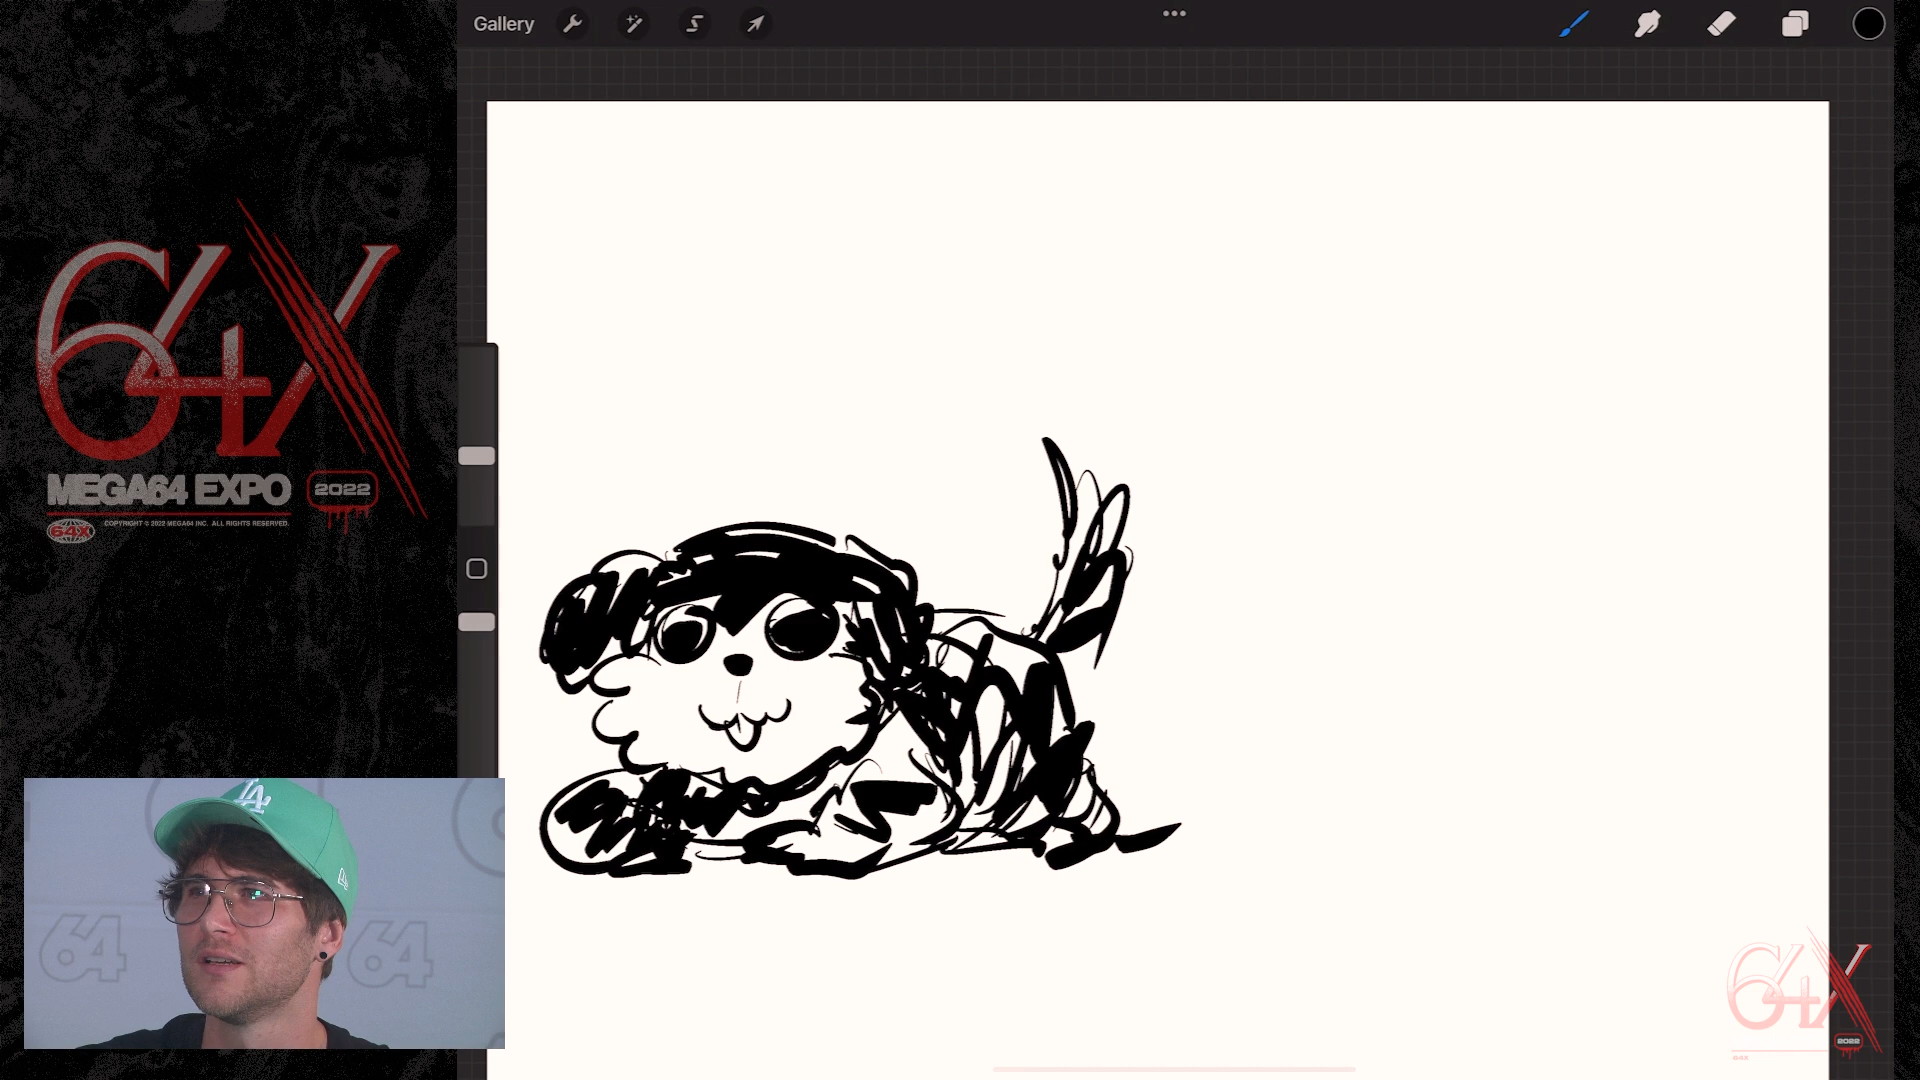 Gallery
64X
MEGA64 EXPO 2022
COPYRIGHT © 2022 MEGA64 INC. ALL RIGHTS RESERVED.
64X
LA
64
64
64X
2022